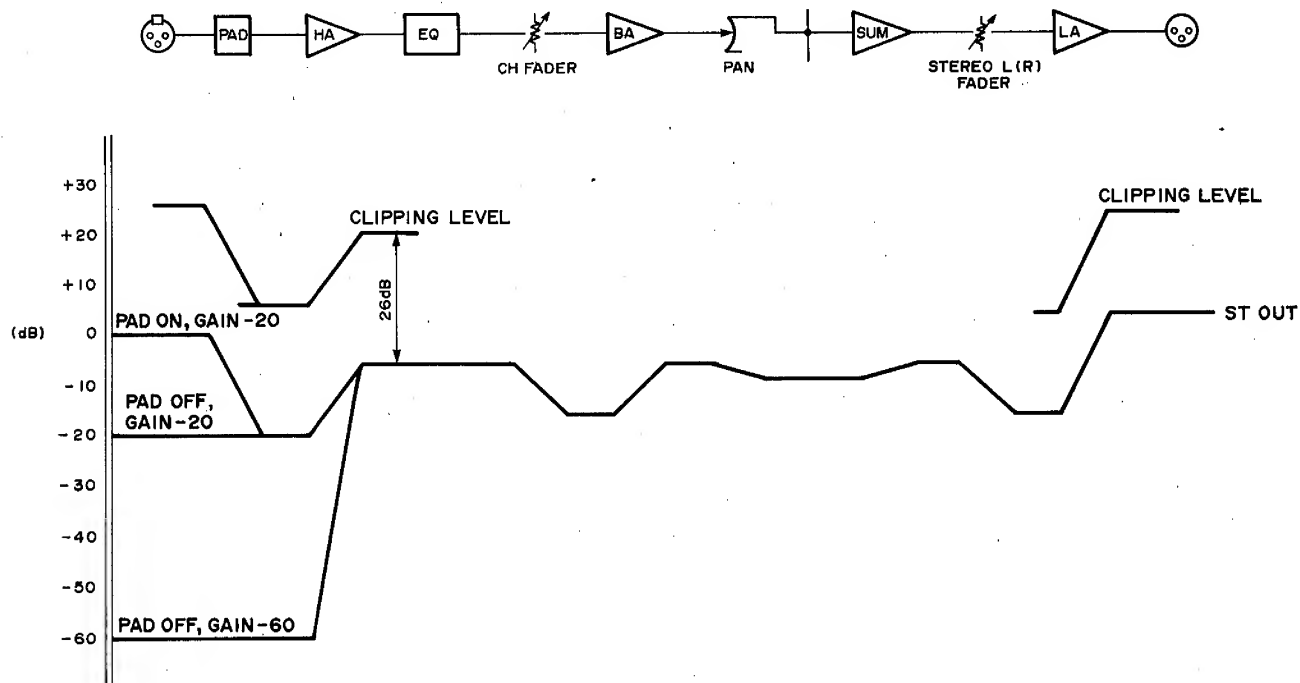 PAD
HA
EQ
CH FADER
BA
PAN
SUM
STEREO L(R)
FADER
LA
+30
+20
+10
(dB)
0
-10
-20
-30
-40
-50
-60
CLIPPING LEVEL
26dB
PAD ON, GAIN-20
PAD OFF,
GAIN-20
PAD OFF, GAIN-60
CLIPPING LEVEL
ST OUT